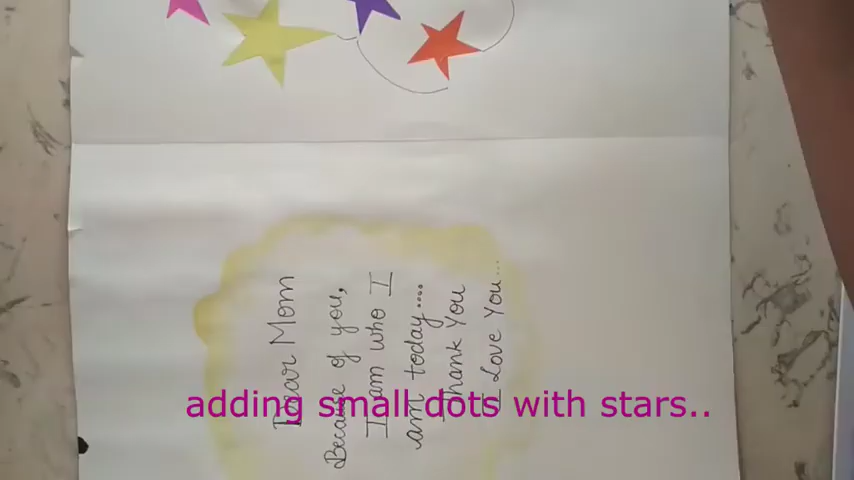 Dear Mom
Because of you,
I am who I
am today....
Thank You
I Love You...
adding small dots with stars..